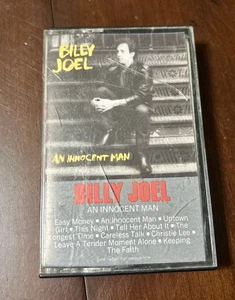 BILLY
JOEL
AN INNOCENT MAN
BILLY JOEL
AN INNOCENT MAN
Easy Money • An Innocent Man • Uptown
Girl • This Night • Tell Her About It • The
Longest Time • Careless Talk • Christie Lee •
Leave A Tender Moment Alone • Keeping
The Faith